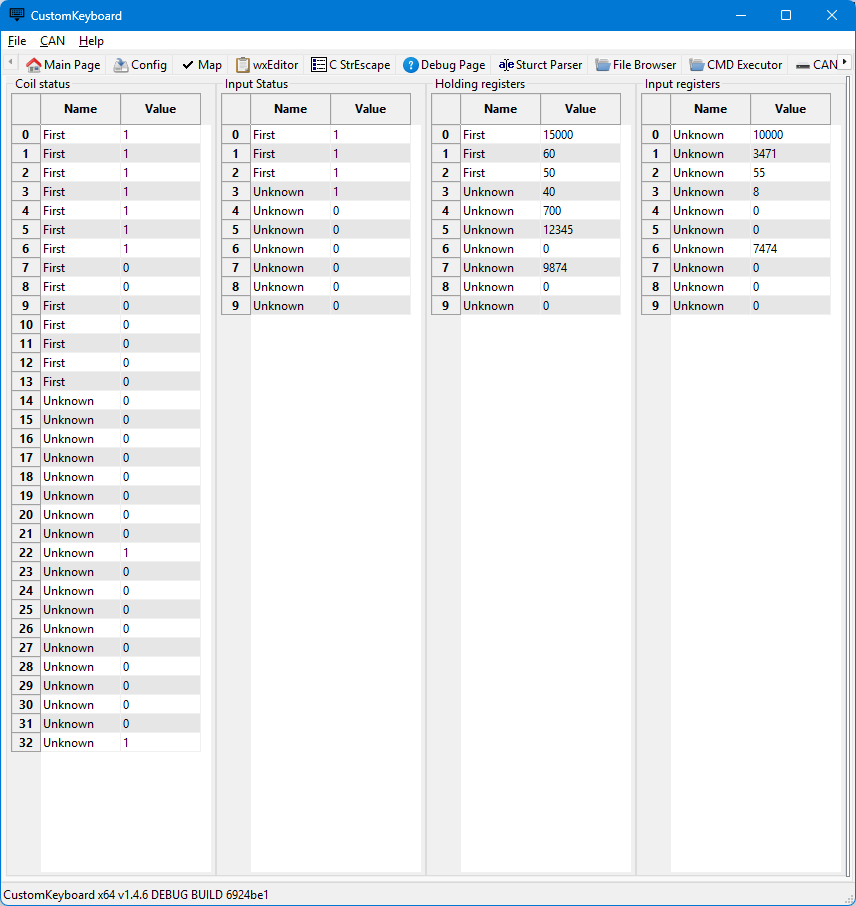 CustomKeyboard
File CAN Help
Main Page Config Map wxEditor C StrEscape Debug Page Sturct Parser File Browser CMD Executor CAN
Coil status Input Status Holding registers Input registers
Name Value Name Value Name Value Name Value
0 First 1 0 First 1 0 First 15000 0 Unknown 10000
1 First 1 1 First 1 1 First 60 1 Unknown 3471
2 First 1 2 First 1 2 First 50 2 Unknown 55
3 First 1 3 Unknown 1 3 Unknown 40 3 Unknown 8
4 First 1 4 Unknown 0 4 Unknown 700 4 Unknown 0
5 First 1 5 Unknown 0 5 Unknown 12345 5 Unknown 0
6 First 1 6 Unknown 0 6 Unknown 0 6 Unknown 7474
7 First 0 7 Unknown 0 7 Unknown 9874 7 Unknown 0
8 First 0 8 Unknown 0 8 Unknown 0 8 Unknown 0
9 First 0 9 Unknown 0 9 Unknown 0 9 Unknown 0
10 First 0
11 First 0
12 First 0
13 First 0
14 Unknown 0
15 Unknown 0
16 Unknown 0
17 Unknown 0
18 Unknown 0
19 Unknown 0
20 Unknown 0
21 Unknown 0
22 Unknown 1
23 Unknown 0
24 Unknown 0
25 Unknown 0
26 Unknown 0
27 Unknown 0
28 Unknown 0
29 Unknown 0
30 Unknown 0
31 Unknown 0
32 Unknown 1
CustomKeyboard x64 v1.4.6 DEBUG BUILD 6924be1